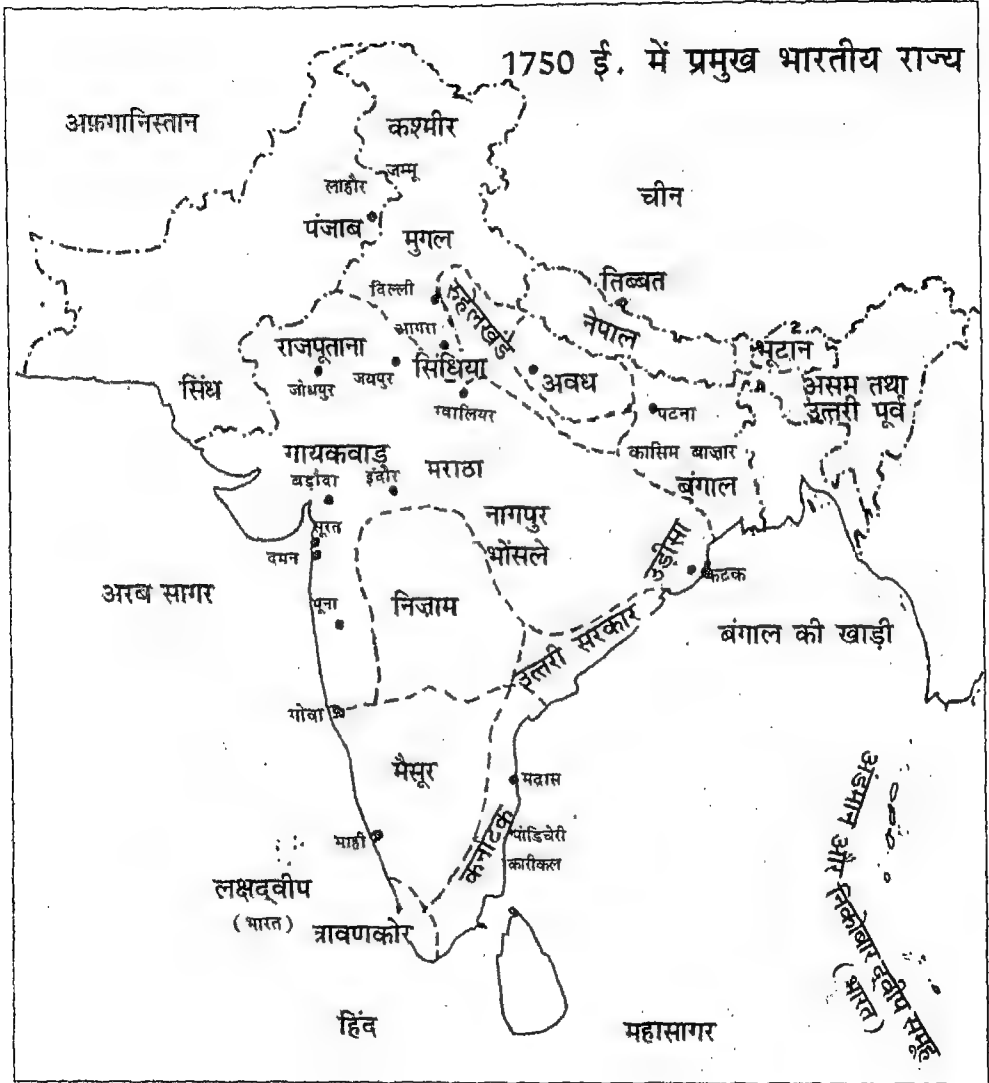 1750 ई. में प्रमुख भारतीय राज्य
अफ़गानिस्तान
कश्मीर
जम्मू
लाहौर
चीन
पंजाब
मुग़ल
तिब्बत
दिल्ली
रुहेलखंड
नेपाल
आगरा
भूटान
राजपूताना
सिंधिया
अवध
असम तथा
उत्तरी पूर्व
सिंध
जोधपुर
जयपुर
ग्वालियर
पटना
गायकवाड़
मराठा
कासिम बाज़ार
बड़ौदा
इंदौर
बंगाल
नागपुर
भोंसले
सूरत
दमन
उड़ीसा
कटक
अरब सागर
पूना
निज़ाम
उत्तरी सरकार
बंगाल की खाड़ी
गोवा
मैसूर
मद्रास
माही
कर्नाटक
पांडिचेरी
कारीकल
लक्षद्वीप
(भारत)
त्रावणकोर
अंडमान और निकोबार द्वीप समूह
(भारत)
हिंद
महासागर